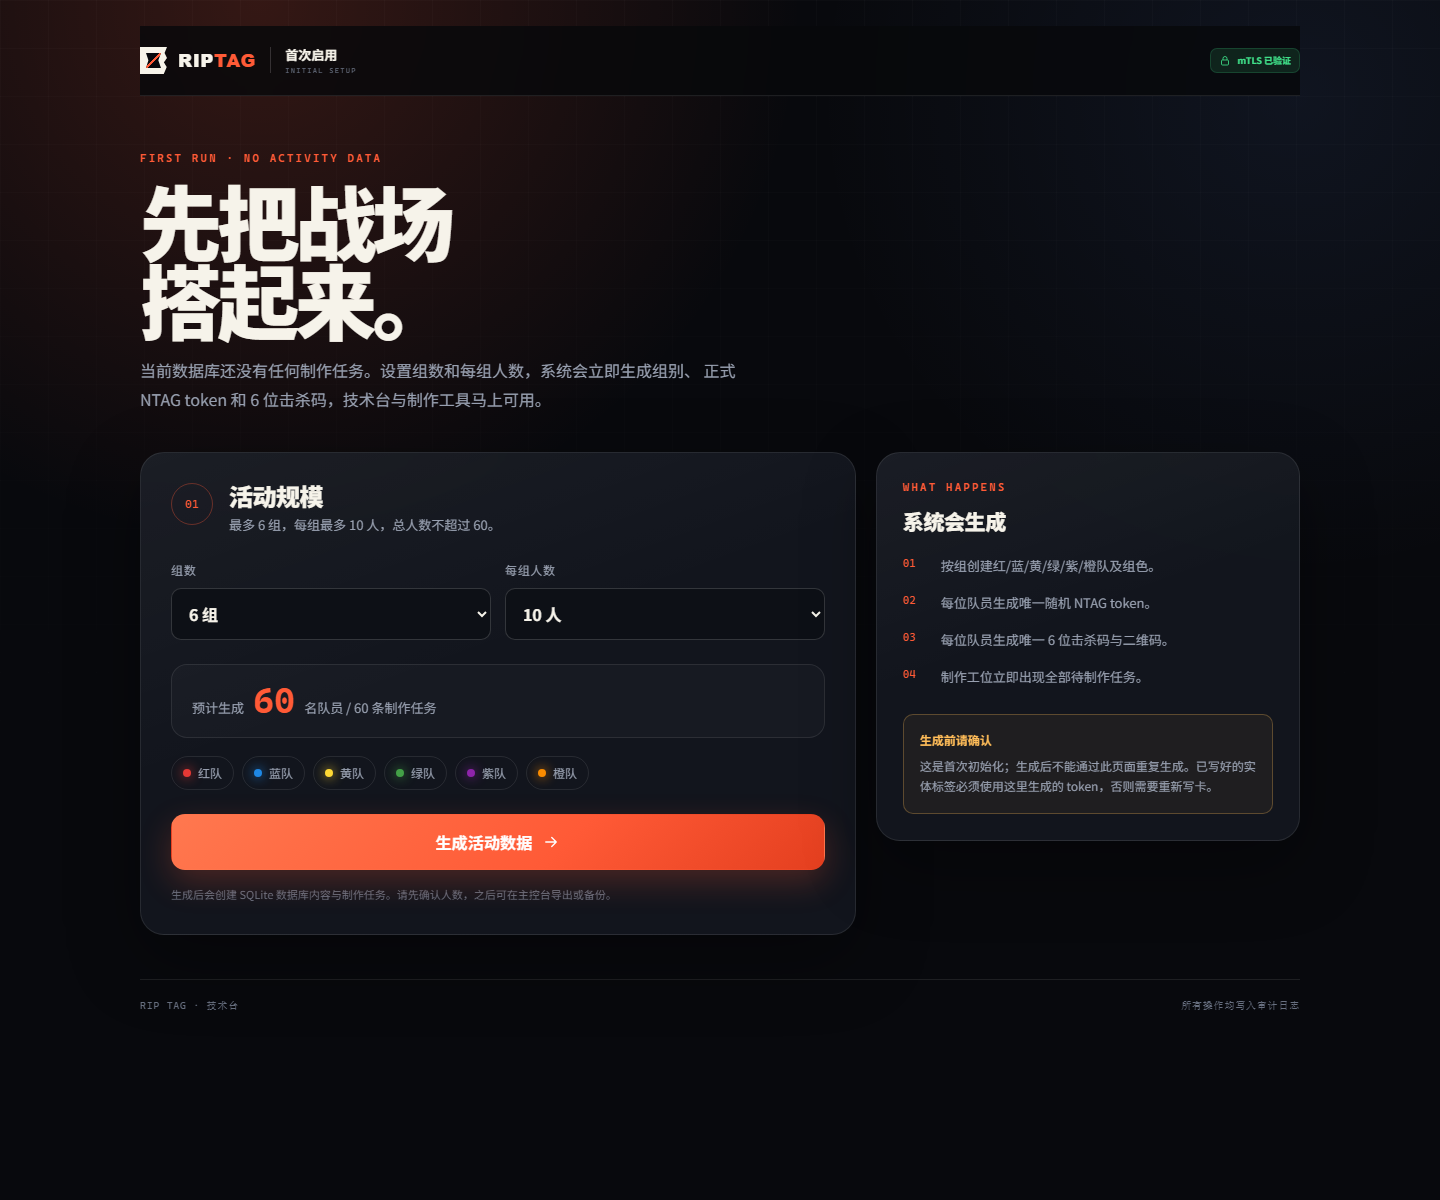 RIPTAG
首次启用
INITIAL SETUP
mTLS 已验证
FIRST RUN · NO ACTIVITY DATA
先把战场
搭起来。
当前数据库还没有任何制作任务。设置组数和每组人数，系统会立即生成组别、 正式
NTAG token 和 6 位击杀码，技术台与制作工具马上可用。
01
活动规模
最多 6 组，每组最多 10 人，总人数不超过 60。
组数
每组人数
6 组
10 人
预计生成 60 名队员 / 60 条制作任务
红队
蓝队
黄队
绿队
紫队
橙队
生成活动数据 →
生成后会创建 SQLite 数据库内容与制作任务。请先确认人数，之后可在主控台导出或备份。
WHAT HAPPENS
系统会生成
01 按组创建红/蓝/黄/绿/紫/橙队及组色。
02 每位队员生成唯一随机 NTAG token。
03 每位队员生成唯一 6 位击杀码与二维码。
04 制作工位立即出现全部待制作任务。
生成前请确认
这是首次初始化；生成后不能通过此页面重复生成。已写好的实
体标签必须使用这里生成的 token，否则需要重新写卡。
RIP TAG · 技术台
所有操作均写入审计日志